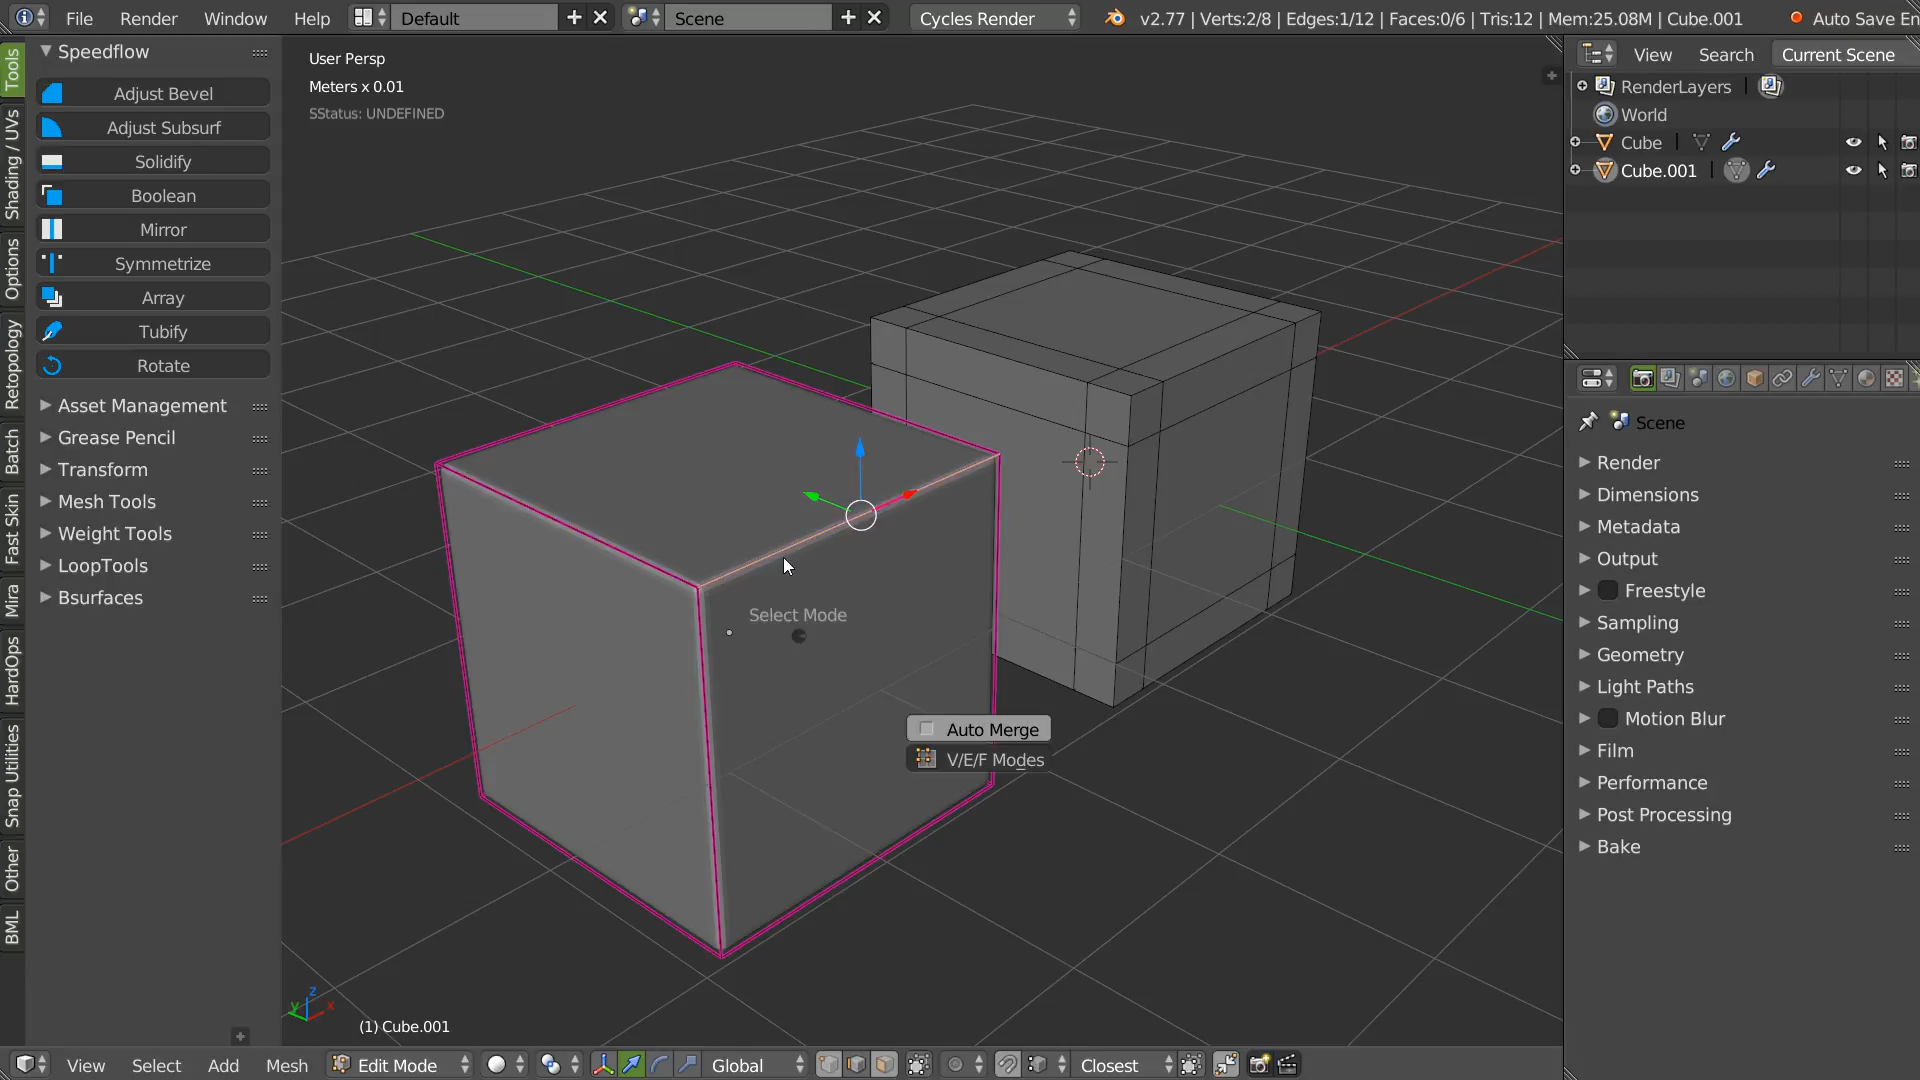 File Render Window Help Default Scene Cycles Render v2.77 | Verts:2/8 | Edges:1/12 | Faces:0/6 | Tris:12 | Mem:25.08M | Cube.001 Auto Save En
Tools
Shading / UVs
Options
Retopology
Batch
Fast Skin
Mira
HardOps
Snap Utilities
Other
BML
Speedflow
Adjust Bevel
Adjust Subsurf
Solidify
Boolean
Mirror
Symmetrize
Array
Tubify
Rotate
Asset Management
Grease Pencil
Transform
Mesh Tools
Weight Tools
LoopTools
Bsurfaces
User Persp
Meters x 0.01
SStatus: UNDEFINED
Select Mode
Auto Merge
V/E/F Modes
z
y
x
(1) Cube.001
View Select Add Mesh Edit Mode Global Closest
View Search Current Scene
RenderLayers
World
Cube
Cube.001
Scene
Render
Dimensions
Metadata
Output
Freestyle
Sampling
Geometry
Light Paths
Motion Blur
Film
Performance
Post Processing
Bake